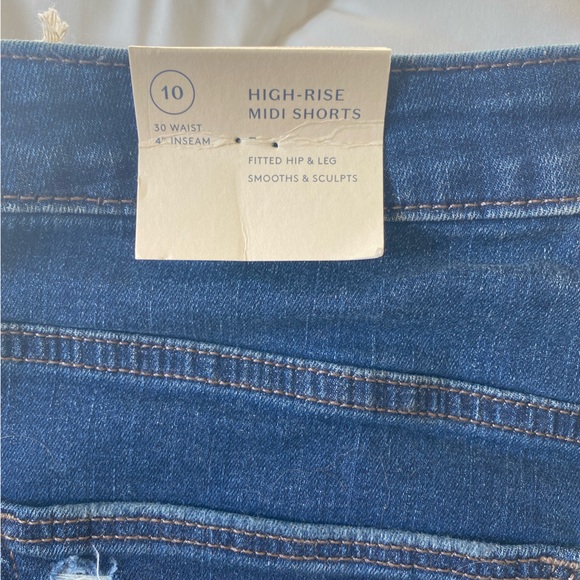 10
30 WAIST
4" INSEAM
HIGH-RISE
MIDI SHORTS
FITTED HIP & LEG
SMOOTHS & SCULPTS